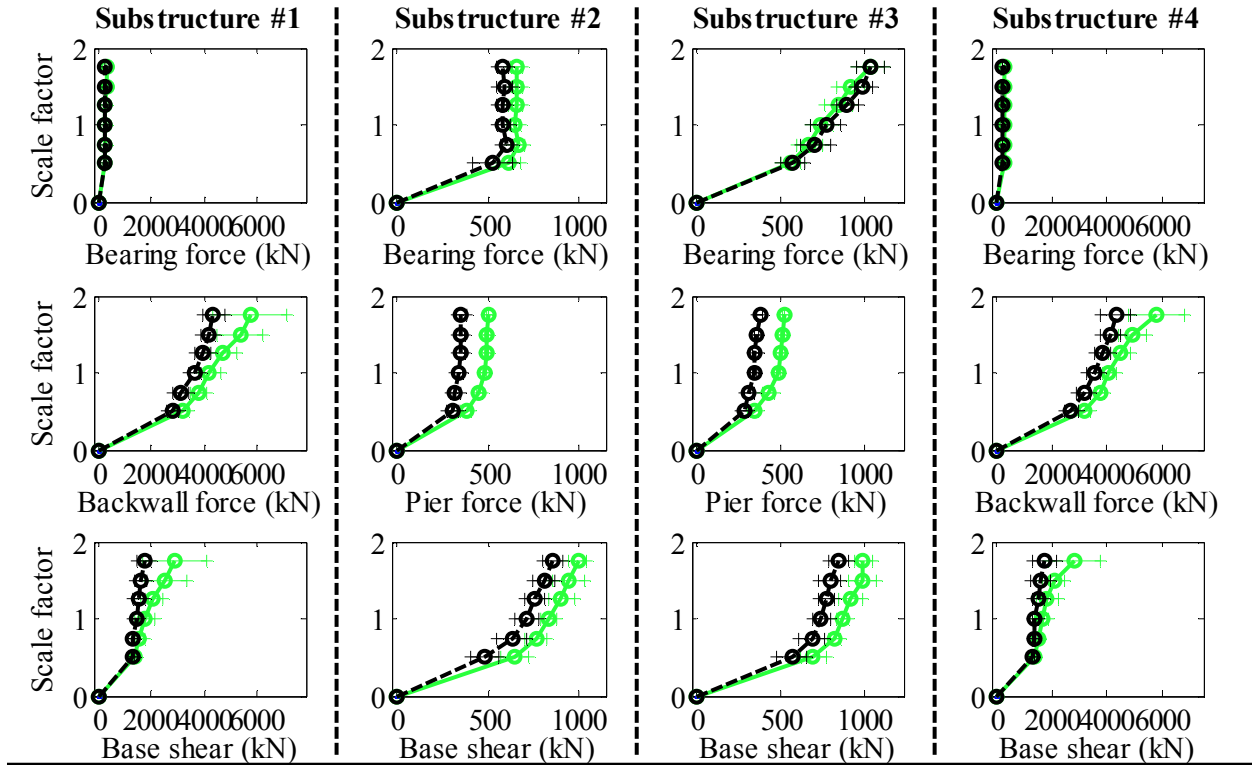 Substructure #1 Substructure #2 Substructure #3 Substructure #4
2 2 2 2
Scale factor
1 1 1 1
0 0 0 0
0 2000 4000 6000 0 500 1000 0 500 1000 0 2000 4000 6000
Bearing force (kN) Bearing force (kN) Bearing force (kN) Bearing force (kN)
2 2 2 2
Scale factor
1 1 1 1
0 0 0 0
0 2000 4000 6000 0 500 1000 0 500 1000 0 2000 4000 6000
Backwall force (kN) Pier force (kN) Pier force (kN) Backwall force (kN)
2 2 2 2
Scale factor
1 1 1 1
0 0 0 0
0 2000 4000 6000 0 500 1000 0 500 1000 0 2000 4000 6000
Base shear (kN) Base shear (kN) Base shear (kN) Base shear (kN)